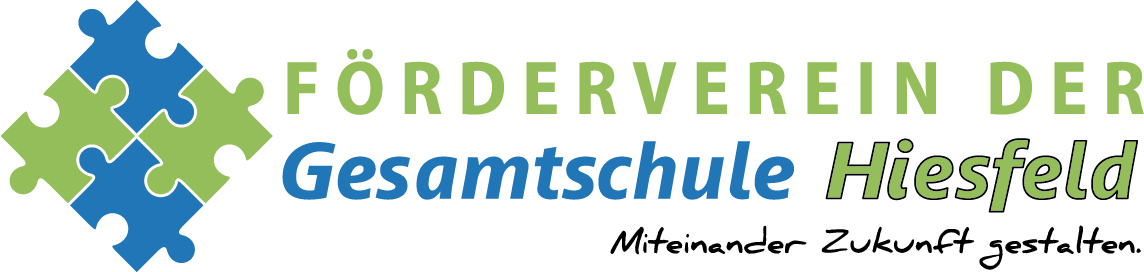 FÖRDERVEREIN DER
Gesamtschule Hiesfeld
Miteinander Zukunft gestalten.